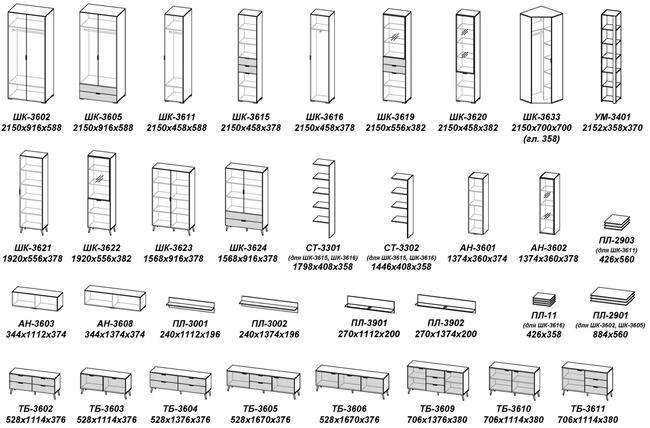 ШК-3602 ШК-3605 ШК-3611 ШК-3615 ШК-3616 ШК-3619 ШК-3620 ШК-3633 УМ-3401
2150x916x588 2150x916x588 2150x458x588 2150x458x378 2150x458x378 2150x556x382 2150x458x382 2150x700x700 2152x358x370
(гл. 358)
ШК-3621 ШК-3622 ШК-3623 ШК-3624 СТ-3301 СТ-3302 АН-3601 АН-3602 ПЛ-2903
1920x556x378 1920x556x382 1568x916x378 1568x916x378 (для ШК-3615, ШК-3616) (для ШК-3615, ШК-3616) 1374x360x374 1374x360x378 (для ШК-3611)
1798x408x358 1446x408x358 426x560
АН-3603 АН-3608 ПЛ-3001 ПЛ-3002 ПЛ-3901 ПЛ-3902 ПЛ-11 ПЛ-2901
344x1112x374 344x1374x374 240x1112x196 240x1374x196 270x1112x200 270x1374x200 (для ШК-3616) (для ШК-3602, ШК-3605)
426x358 884x560
ТБ-3602 ТБ-3603 ТБ-3604 ТБ-3605 ТБ-3606 ТБ-3609 ТБ-3610 ТБ-3611
528x1114x376 528x1114x376 528x1376x376 528x1670x376 528x1670x376 706x1376x380 706x1114x380 706x1114x380